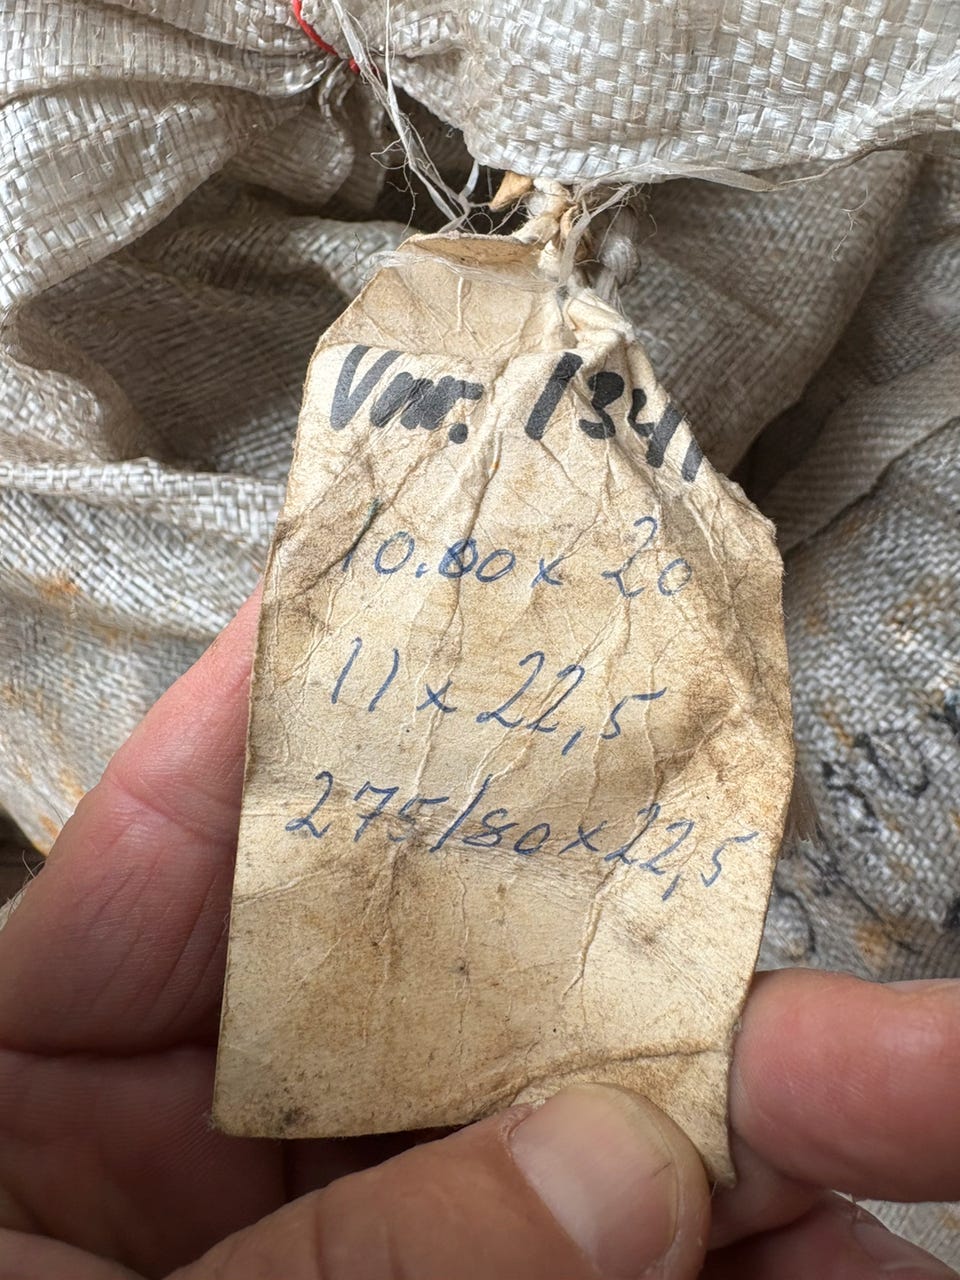 Vnr. 1341
10.00 x 20
11 x 22,5
275/80 x 22,5